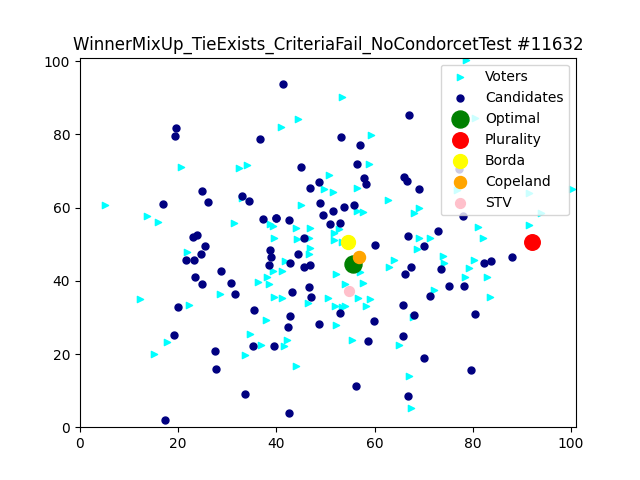 WinnerMixUp_TieExists_CriteriaFail_NoCondorcetTest #11632
100
80
60
40
20
0
0 20 40 60 80 100
Voters
Candidates
Optimal
Plurality
Borda
Copeland
STV